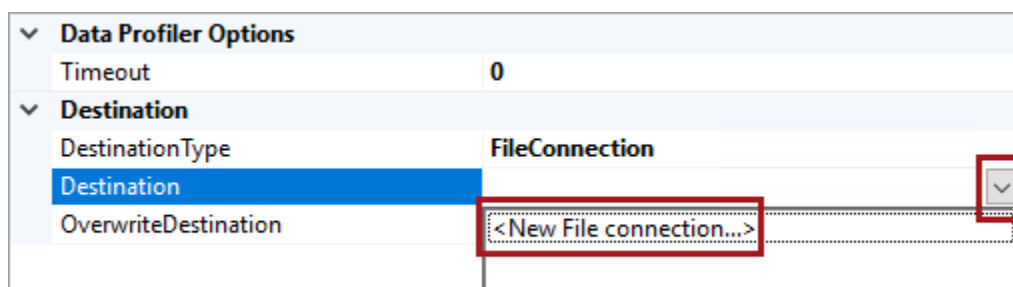 Data Profiler Options
Timeout 0
Destination
DestinationType FileConnection
Destination
OverwriteDestination <New File connection...>